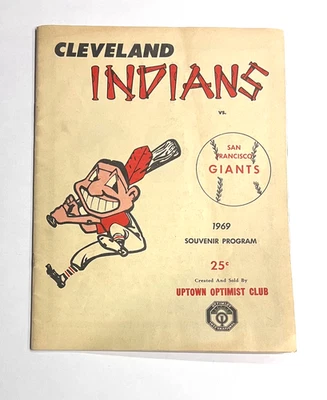 CLEVELAND
INDIANS
vs.
SAN
FRANCISCO
GIANTS
1969
SOUVENIR PROGRAM
25¢
Created And Sold By
UPTOWN OPTIMIST CLUB